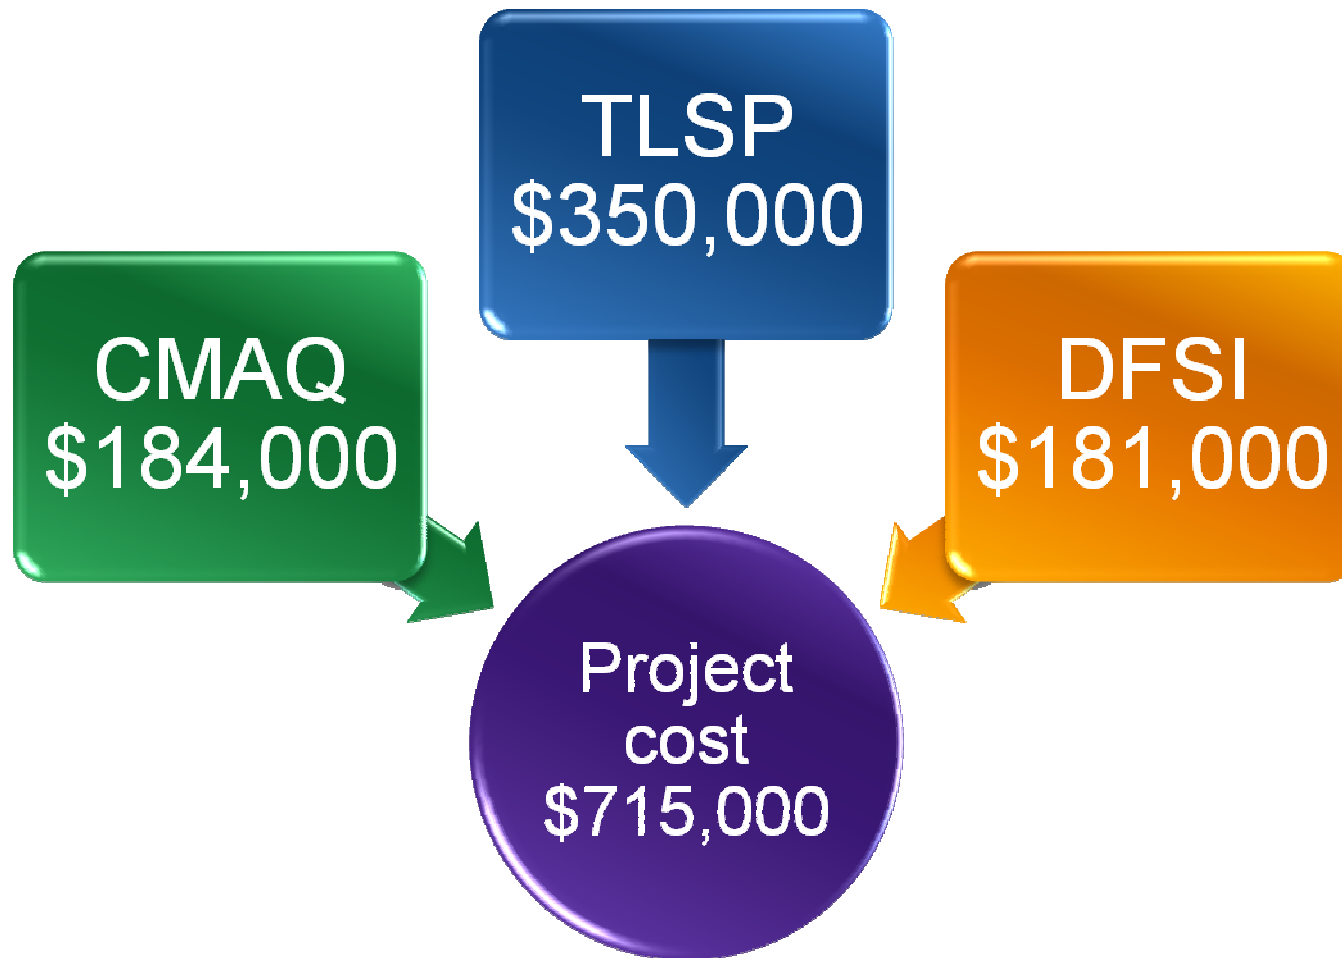 TLSP
$350,000
CMAQ
$184,000
DFSI
$181,000
Project
cost
$715,000